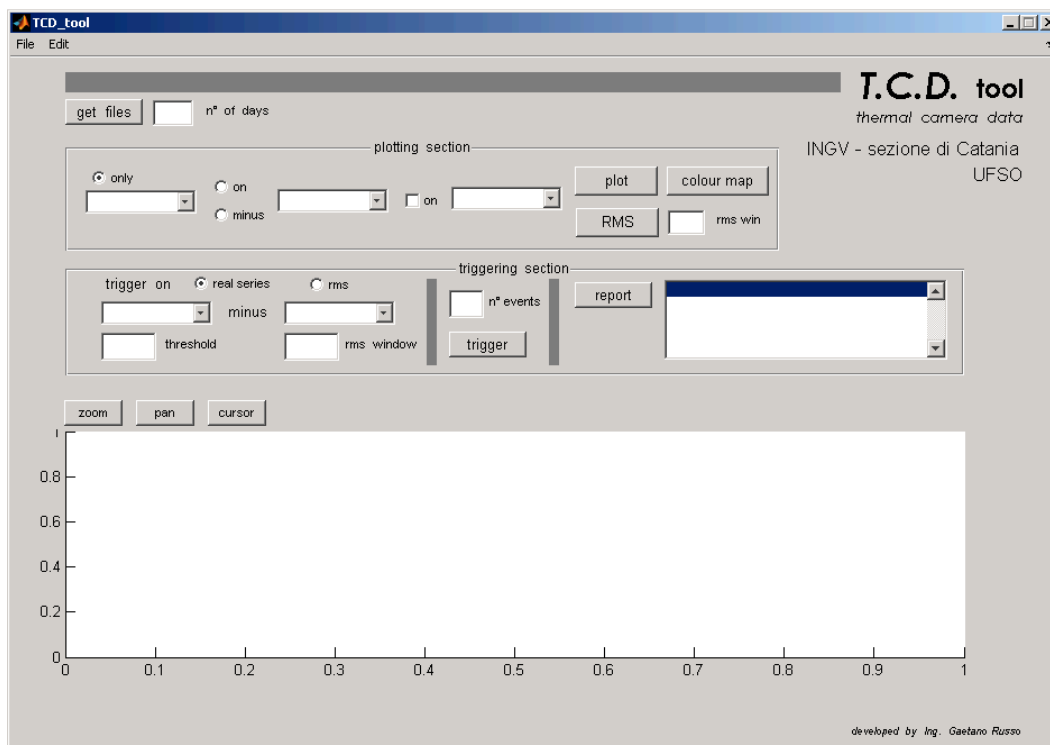 TCD_tool
File Edit
T.C.D. tool
thermal camera data
INGV - sezione di Catania
UFSO
get files n° of days
plotting section
only
on
minus
on
plot colour map
RMS rms win
triggering section
trigger on real series rms
minus
threshold rms window
n° events
trigger
report
zoom pan cursor
1
0.8
0.6
0.4
0.2
0
0 0.1 0.2 0.3 0.4 0.5 0.6 0.7 0.8 0.9 1
developed by Ing. Gaetano Russo